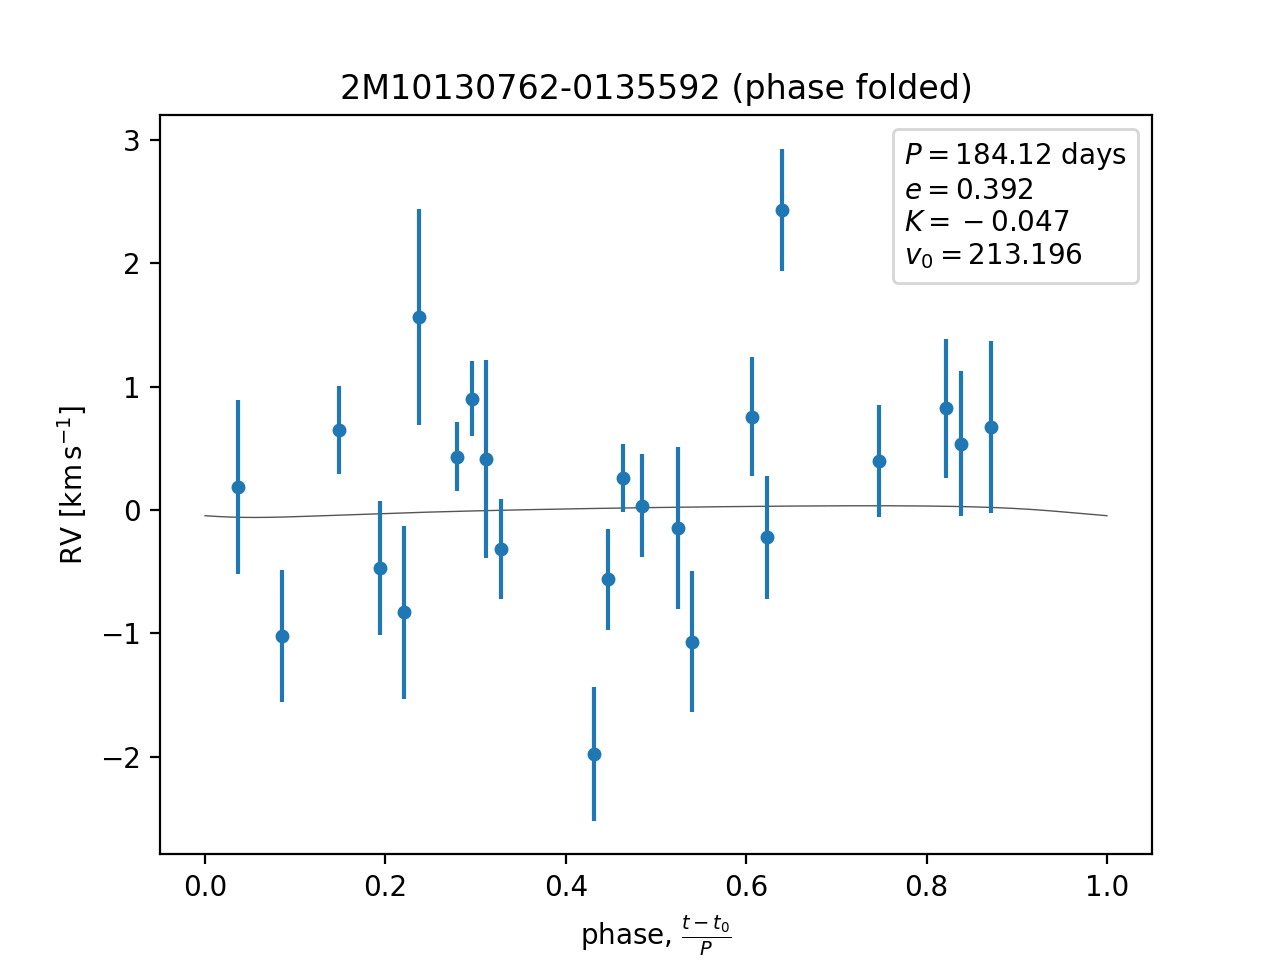 2M10130762-0135592 (phase folded)
P = 184.12 days
e = 0.392
K = −0.047
v₀ = 213.196
3
2
1
0
−1
−2
RV [km s⁻¹]
0.0 0.2 0.4 0.6 0.8 1.0
phase, (t − t₀)/P